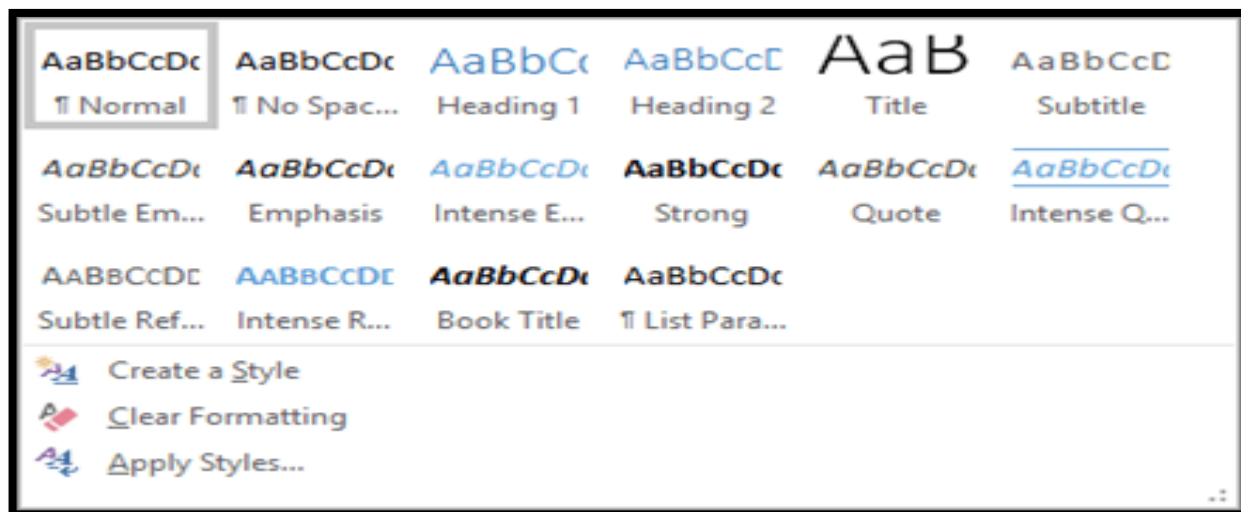 AaBbCcDc AaBbCcDc AaBbCc AaBbCcD AaB AaBbCcD
¶ Normal ¶ No Spac... Heading 1 Heading 2 Title Subtitle
AaBbCcDc AaBbCcDc AaBbCcDc AaBbCcDc AaBbCcDc AaBbCcDc
Subtle Em... Emphasis Intense E... Strong Quote Intense Q...
AABBCCDD AABBCCDD AaBbCcDc AaBbCcDc
Subtle Ref... Intense R... Book Title ¶ List Para...
Create a Style
Clear Formatting
Apply Styles...